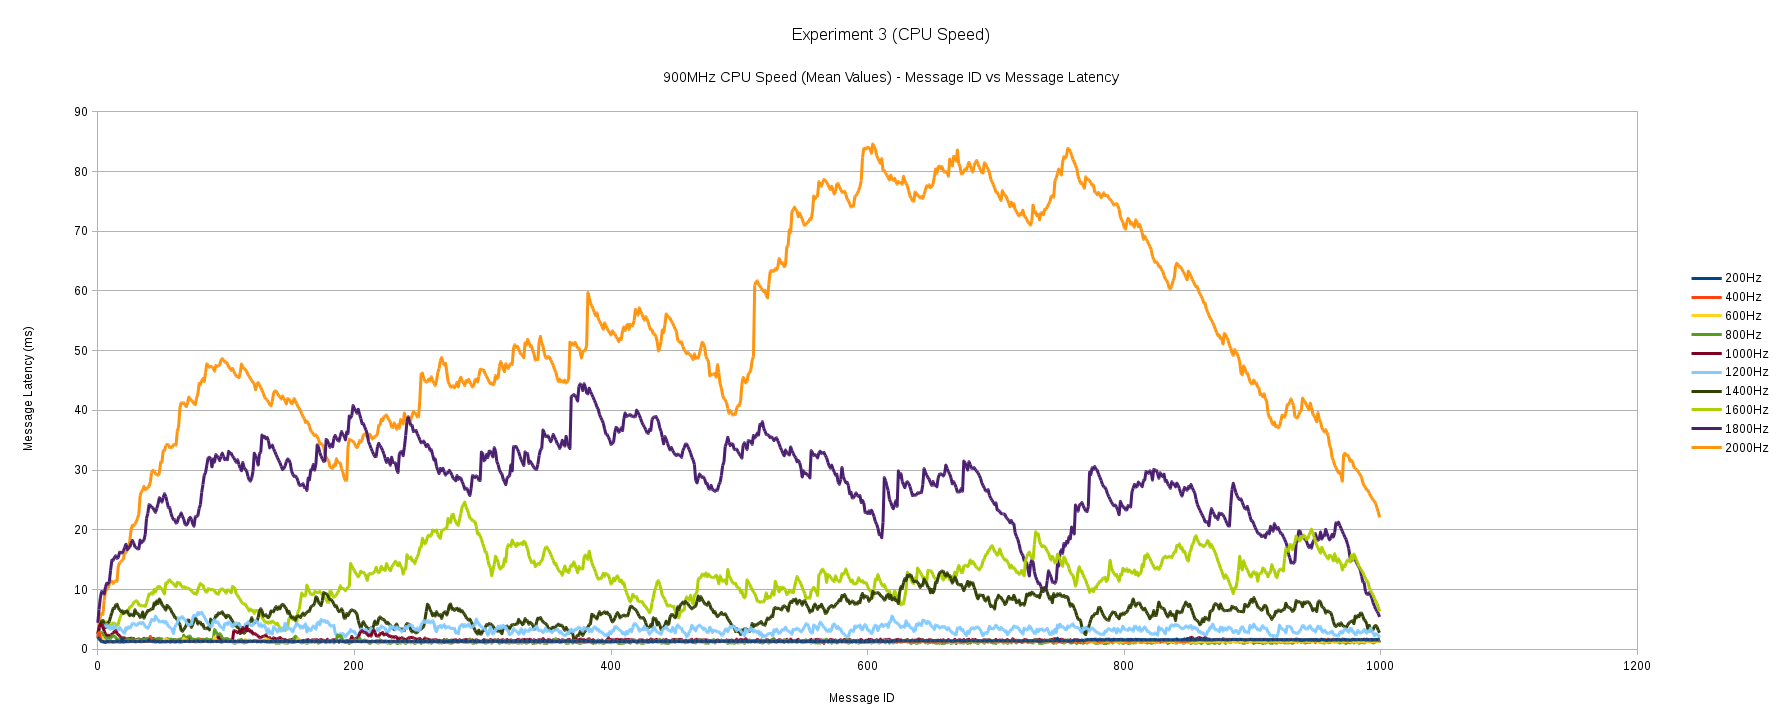 Experiment 3 (CPU Speed)
900MHz CPU Speed (Mean Values) - Message ID vs Message Latency
90
80
70
60
50
40
30
20
10
0
Message Latency (ms)
0 200 400 600 800 1000 1200
Message ID
200Hz
400Hz
600Hz
800Hz
1000Hz
1200Hz
1400Hz
1600Hz
1800Hz
2000Hz